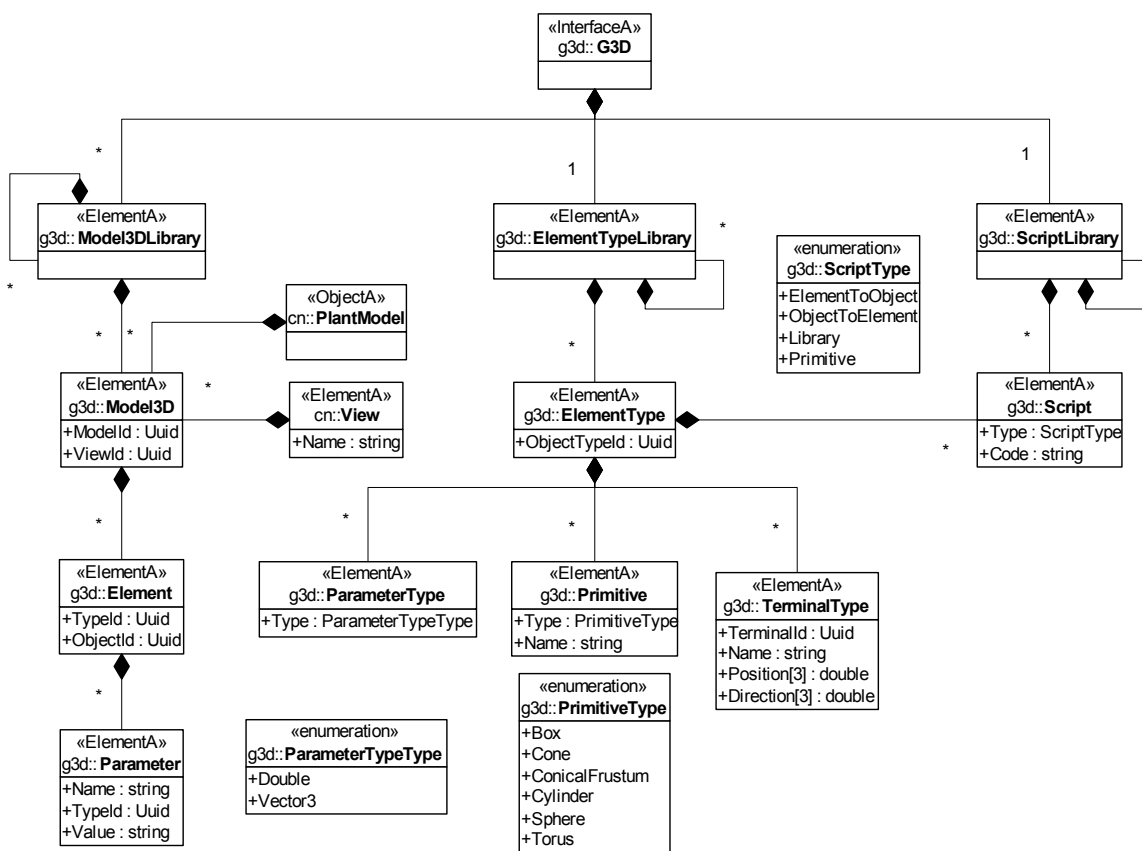 «InterfaceA»
g3d::G3D
*
1
1
«ElementA»
g3d::Model3DLibrary
*
«ElementA»
g3d::ElementTypeLibrary
*
«enumeration»
g3d::ScriptType
+ElementToObject
+ObjectToElement
+Library
+Primitive
«ElementA»
g3d::ScriptLibrary
*
*
«ObjectA»
cn::PlantModel
*
*
«ElementA»
g3d::Model3D
+ModelId : Uuid
+ViewId : Uuid
*
«ElementA»
cn::View
+Name : string
«ElementA»
g3d::ElementType
+ObjectTypeId : Uuid
«ElementA»
g3d::Script
+Type : ScriptType
+Code : string
*
*
*
*
*
«ElementA»
g3d::Element
+TypeId : Uuid
+ObjectId : Uuid
«ElementA»
g3d::ParameterType
+Type : ParameterTypeType
«ElementA»
g3d::Primitive
+Type : PrimitiveType
+Name : string
«ElementA»
g3d::TerminalType
+TerminalId : Uuid
+Name : string
+Position[3] : double
+Direction[3] : double
*
«ElementA»
g3d::Parameter
+Name : string
+TypeId : Uuid
+Value : string
«enumeration»
g3d::ParameterTypeType
+Double
+Vector3
«enumeration»
g3d::PrimitiveType
+Box
+Cone
+ConicalFrustum
+Cylinder
+Sphere
+Torus